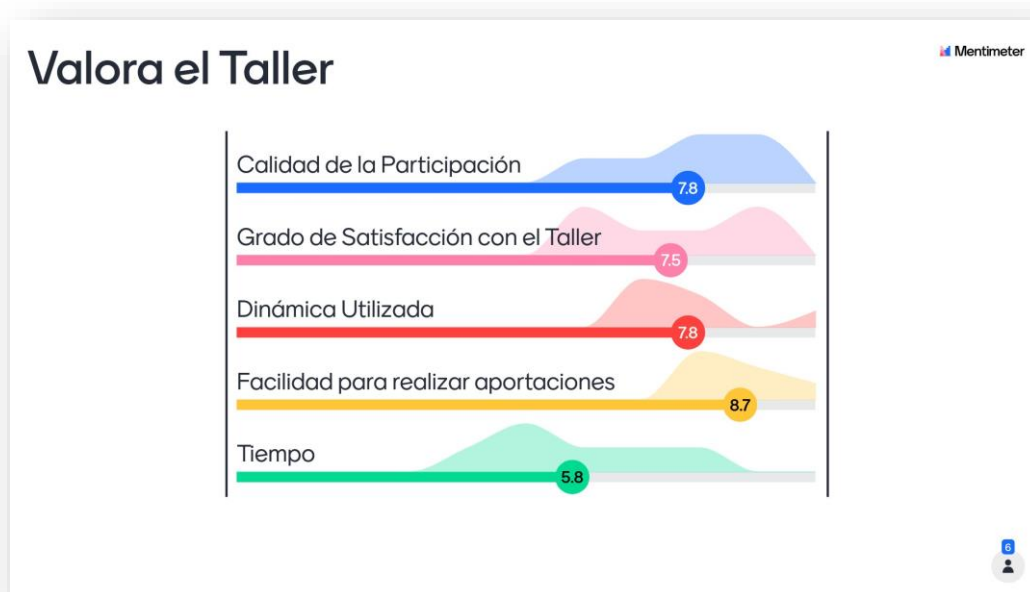 Valora el Taller
Mentimeter
Calidad de la Participación
7.8
Grado de Satisfacción con el Taller
7.5
Dinámica Utilizada
7.8
Facilidad para realizar aportaciones
8.7
Tiempo
5.8
6